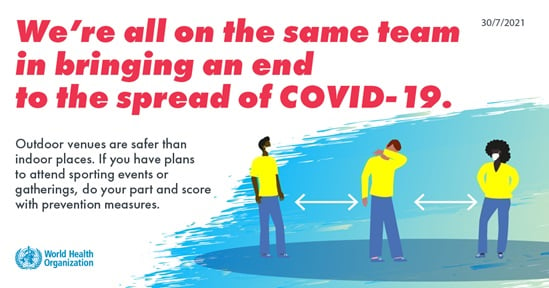 We're all on the same team
in bringing an end
to the spread of COVID-19.
30/7/2021
Outdoor venues are safer than
indoor places. If you have plans
to attend sporting events or
gatherings, do your part and score
with prevention measures.
World Health
Organization